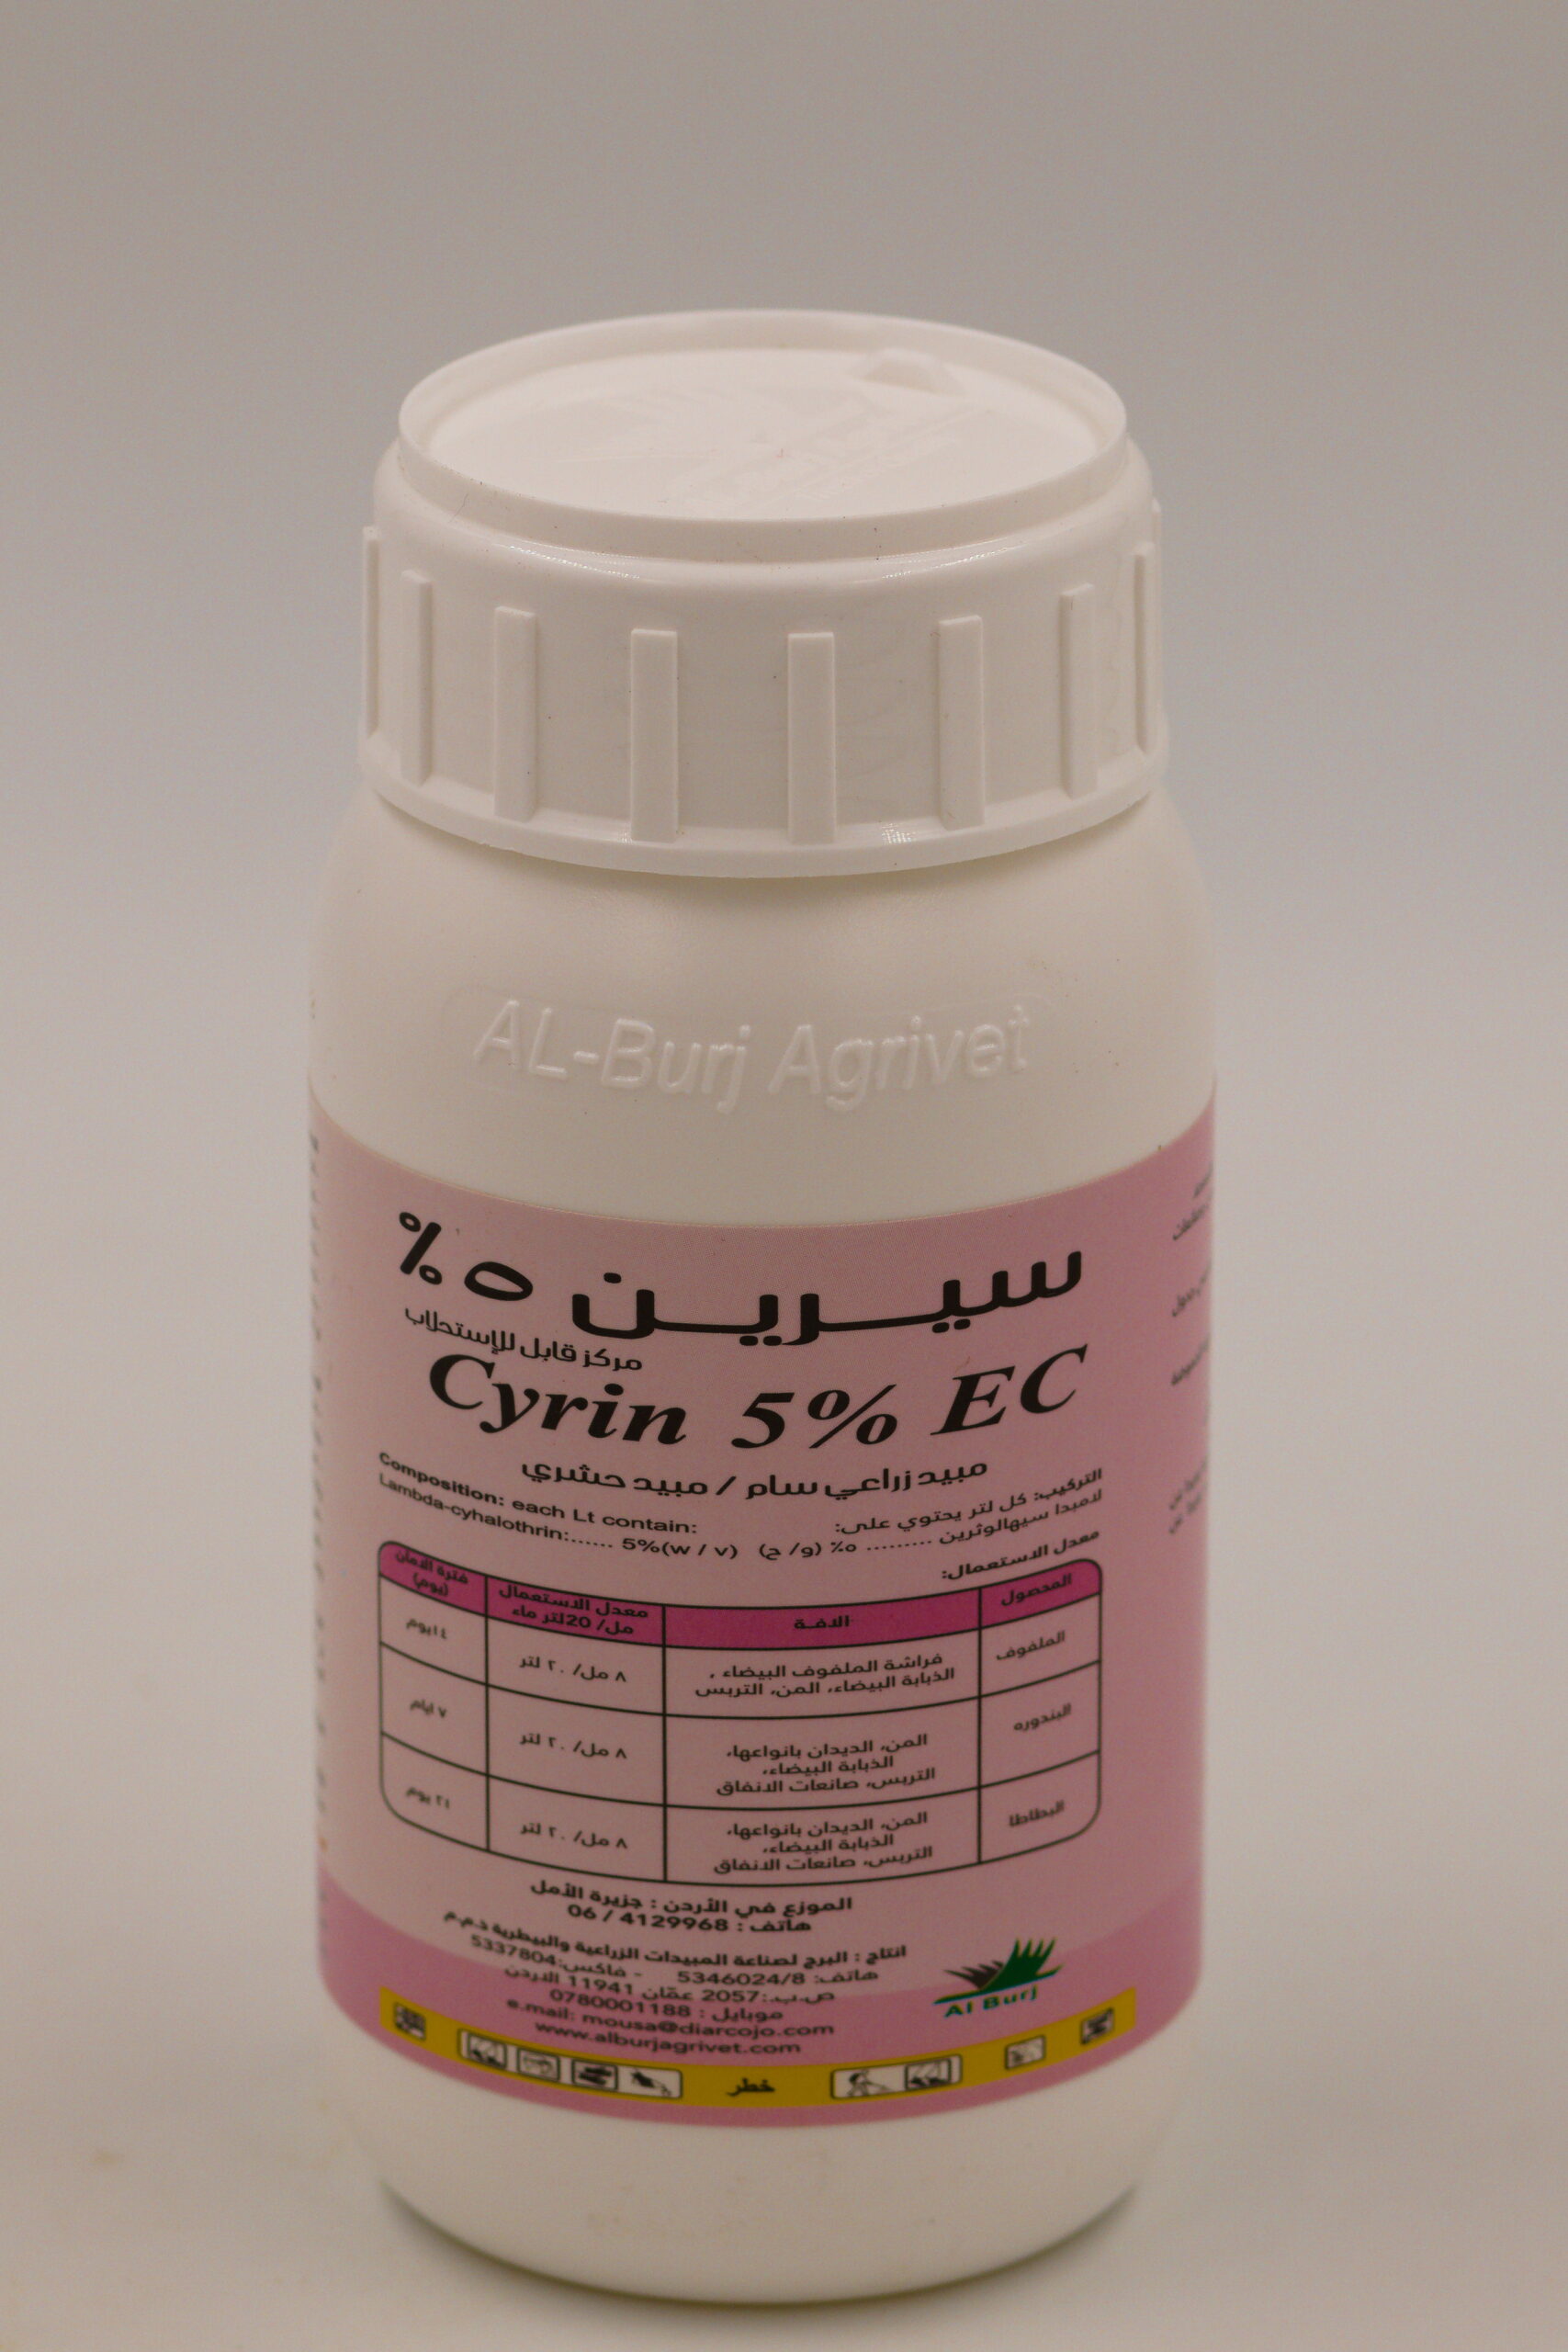 AL-Burj Agrivet
سيرين ٥٪
مركز قابل للإستحلاب
Cyrin 5% EC
مبيد زراعي سام / مبيد حشري
التركيب: كل لتر يحتوي على:
لامبدا سيهالوثرين ......... ٥٪ (و/ ح)
Composition: each Lt contain:
Lambda-cyhalothrin:...... 5%(w / v)
معدل الاستعمال:
المحصول
الافة
معدل الاستعمال
مل/ 20لتر ماء
فترة الامان
(يوم)
الملفوف
فراشة الملفوف البيضاء ,
الذبابة البيضاء، المن، التربس
٨ مل/ ٢٠ لتر
١٤يوم
البندوره
المن، الديدان بانواعها،
الذبابة البيضاء،
التربس، صانعات الانفاق
٨ مل/ ٢٠ لتر
٧ ايام
البطاطا
المن، الديدان بانواعها،
الذبابة البيضاء،
التربس، صانعات الانفاق
٨ مل/ ٢٠ لتر
٢١ يوم
الموزع في الأردن : جزيرة الأمل
هاتف : 4129968 / 06
انتاج : البرج لصناعة المبيدات الزراعية والبيطرية ذ.م.م
هاتف: 5346024/8 - فاكس:5337804
ص.ب.:2057 عمّان 11941 الاردن
موبايل : 0780001188
e.mail: mousa@diarcojo.com
www.alburjagrivet.com
Al Burj
خطر